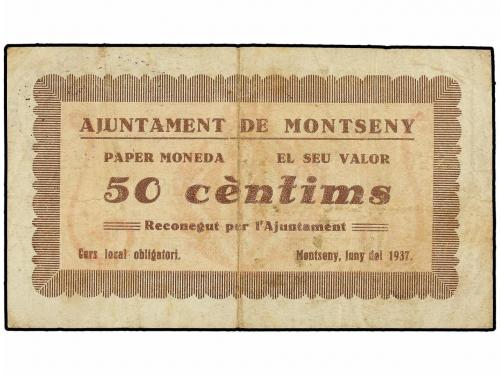 AJUNTAMENT DE MONTSENY
PAPER MONEDA EL SEU VALOR
50 cèntims
Reconegut per l'Ajuntament
Curs local obligatori. Montseny, juny del 1937.